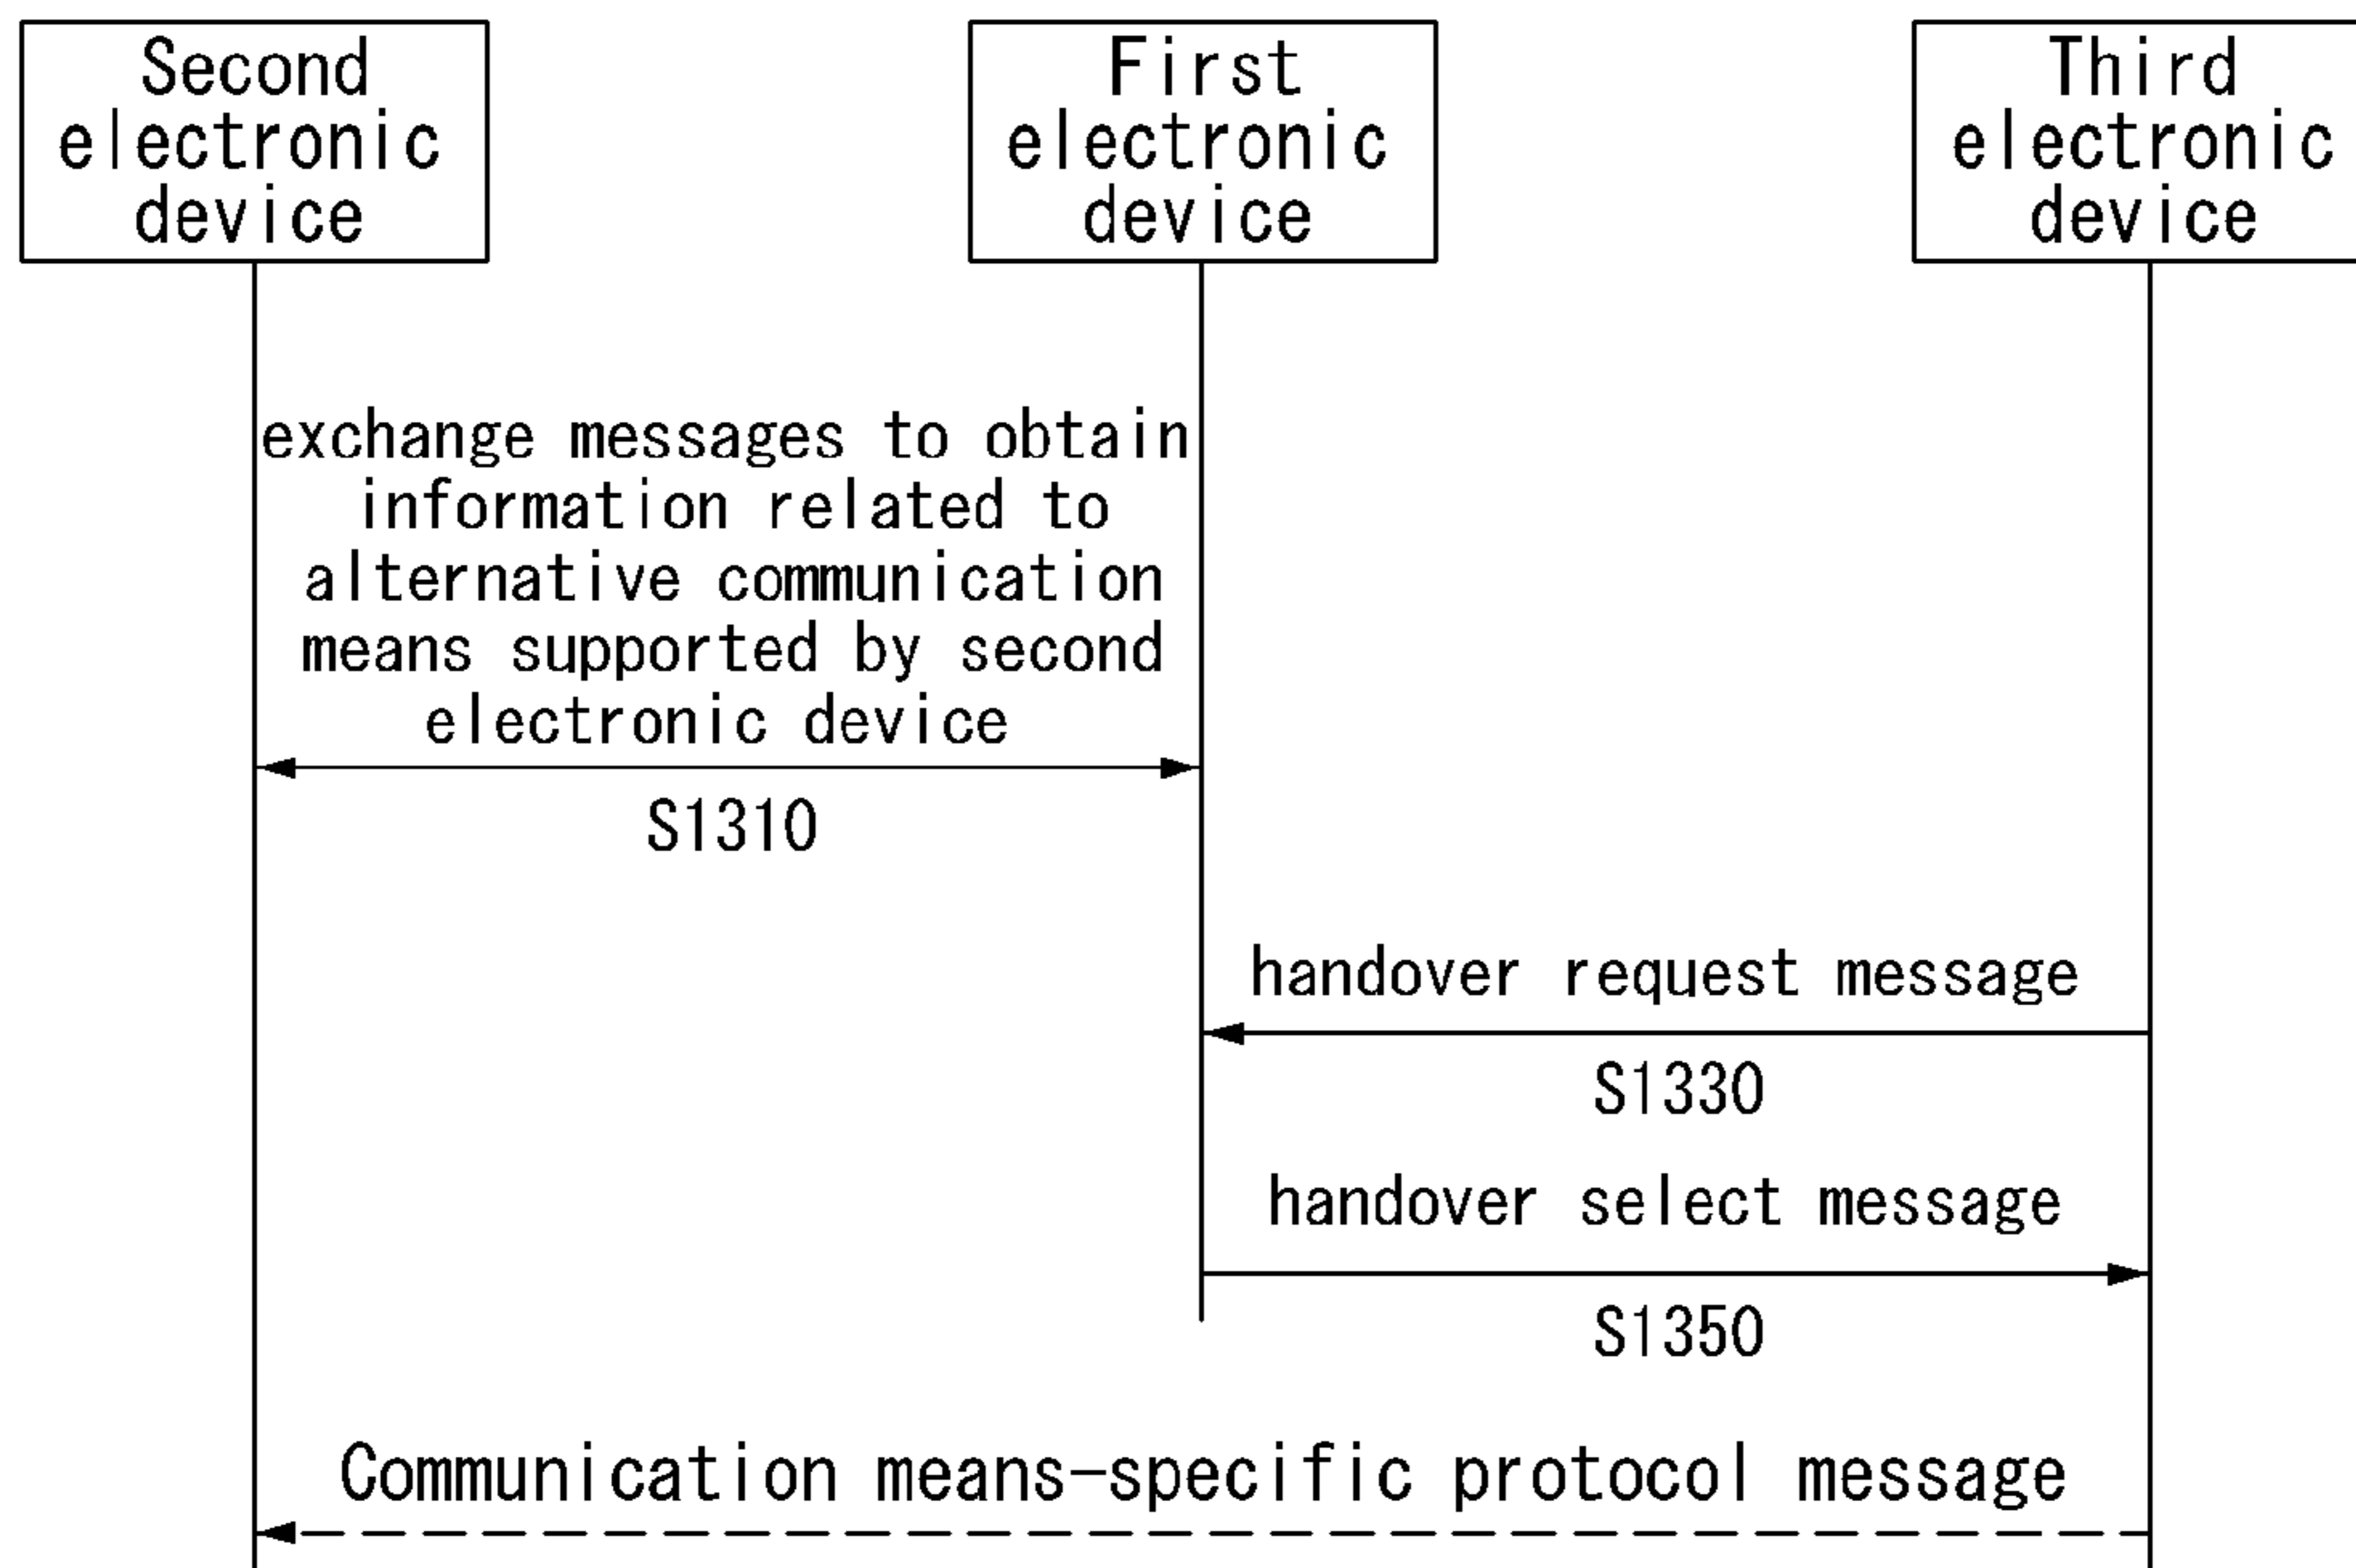 Second
electronic
device
First
electronic
device
Third
electronic
device
exchange messages to obtain
information related to
alternative communication
means supported by second
electronic device
S1310
handover request message
S1330
handover select message
S1350
Communication means-specific protocol message